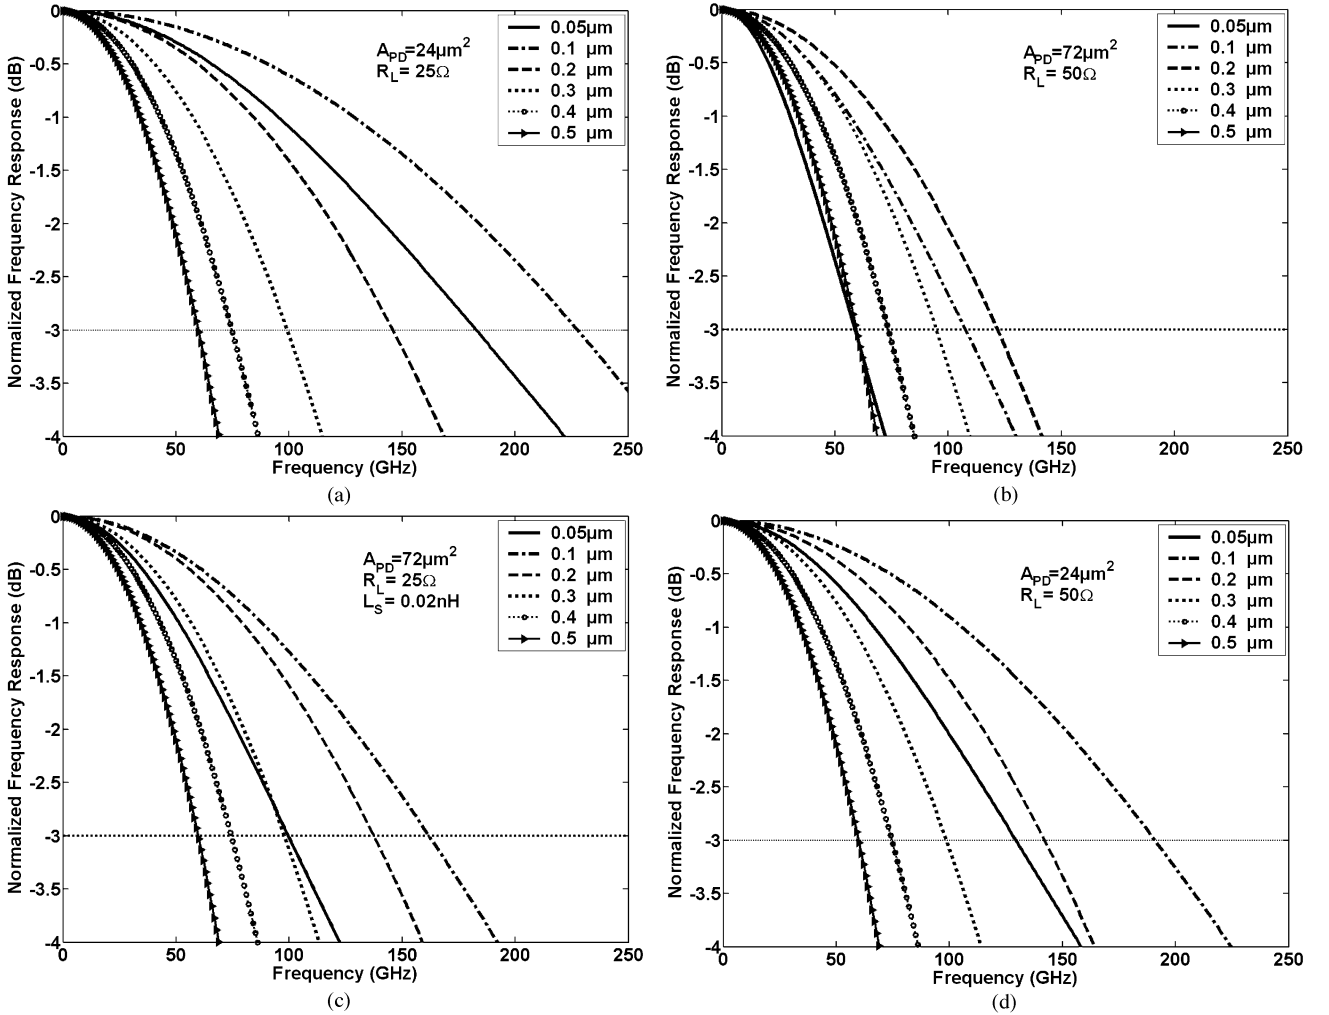 0.05µm
0.1 µm
0.2 µm
0.3 µm
0.4 µm
0.5 µm
A_PD=24µm²
R_L= 25Ω
Normalized Frequency Response (dB)
0
-0.5
-1
-1.5
-2
-2.5
-3
-3.5
-4
0 50 100 150 200 250
Frequency (GHz)
(a)
0.05µm
0.1 µm
0.2 µm
0.3 µm
0.4 µm
0.5 µm
A_PD=72µm²
R_L= 50Ω
Normalized Frequency Response (dB)
0
-0.5
-1
-1.5
-2
-2.5
-3
-3.5
-4
0 50 100 150 200 250
Frequency (GHz)
(b)
0.05µm
0.1 µm
0.2 µm
0.3 µm
0.4 µm
0.5 µm
A_PD=72µm²
R_L= 25Ω
L_S= 0.02nH
Normalized Frequency Response (dB)
0
-0.5
-1
-1.5
-2
-2.5
-3
-3.5
-4
0 50 100 150 200 250
Frequency (GHz)
(c)
0.05µm
0.1 µm
0.2 µm
0.3 µm
0.4 µm
0.5 µm
A_PD=24µm²
R_L= 50Ω
Normalized Frequency Response (dB)
0
-0.5
-1
-1.5
-2
-2.5
-3
-3.5
-4
0 50 100 150 200 250
Frequency (GHz)
(d)